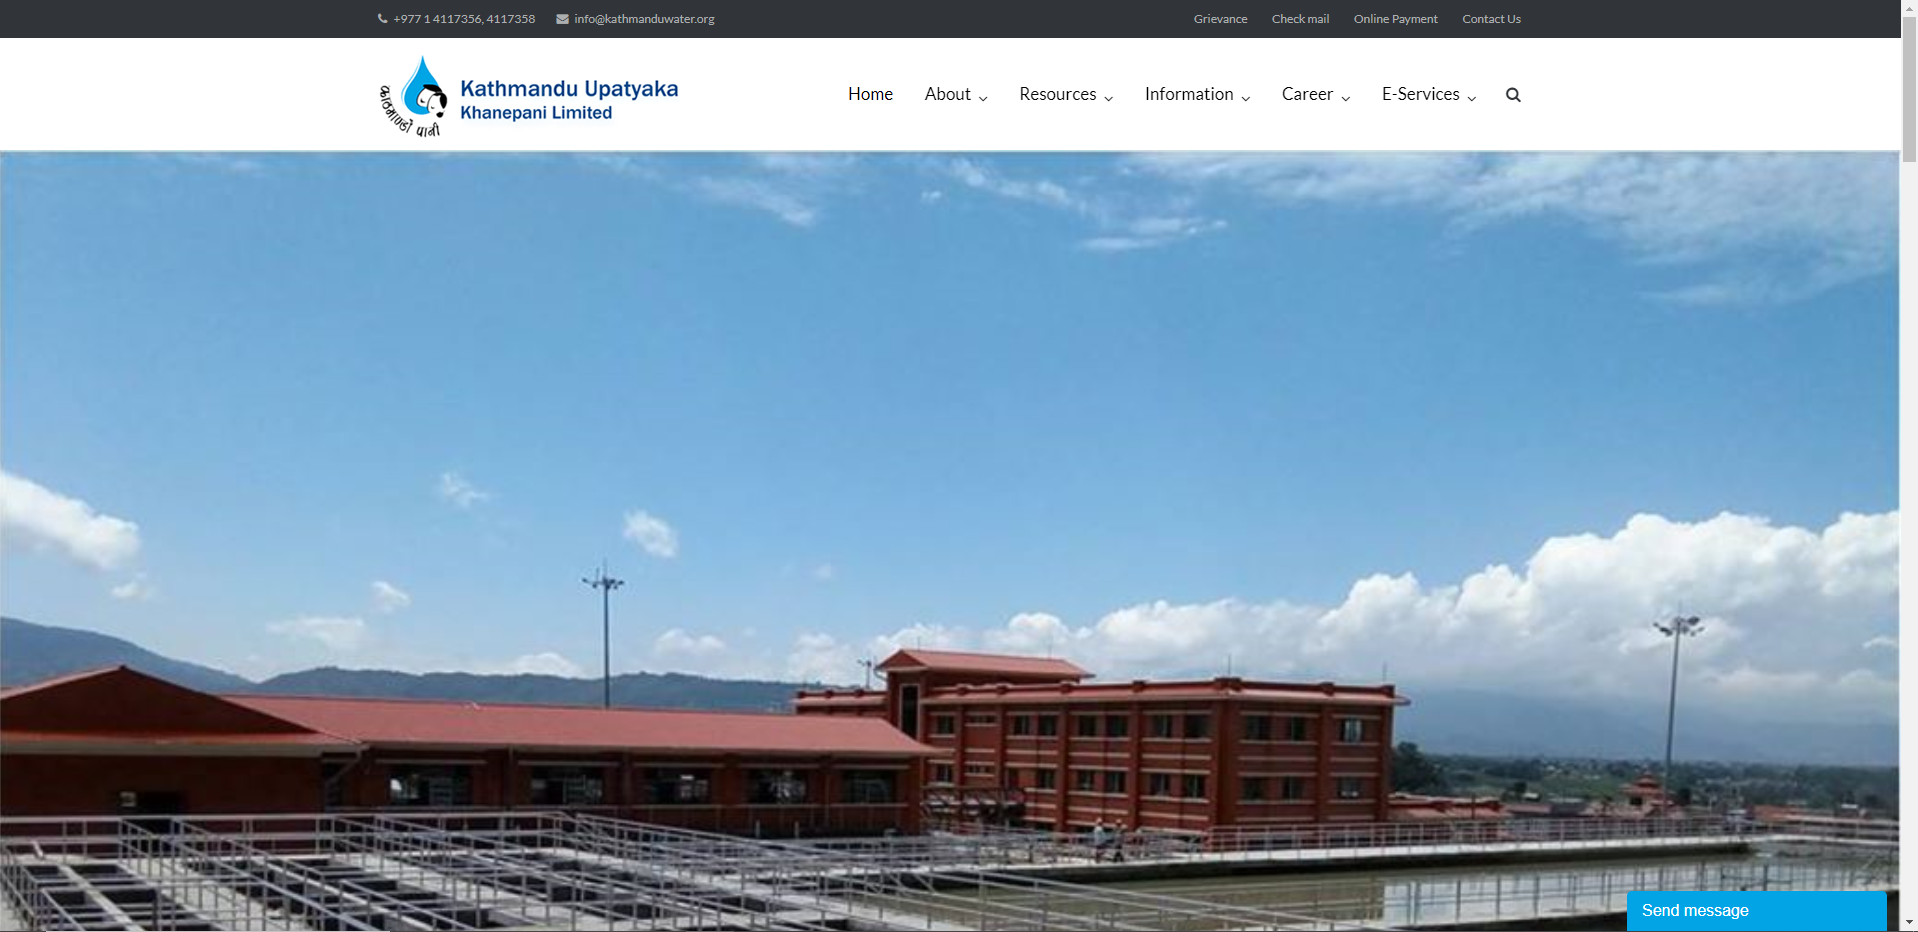 +977 1 4117356, 4117358 info@kathmanduwater.org Grievance Check mail Online Payment Contact Us
Kathmandu Upatyaka
Khanepani Limited
काठमाण्डौ पानी
Home About Resources Information Career E-Services
Send message